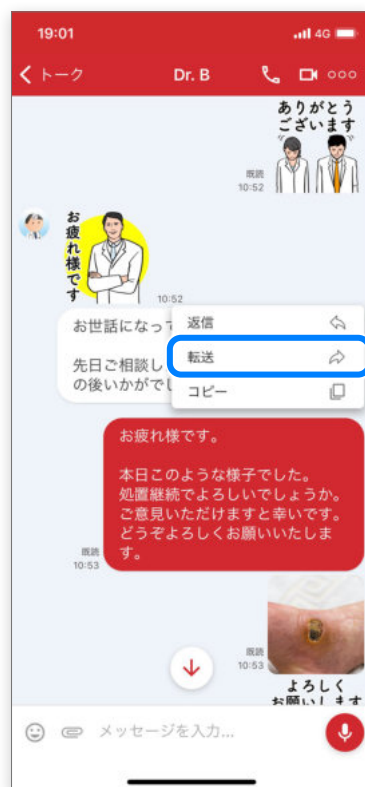 19:01
4G
トーク
Dr. B
ありがとう
ございます
既読
10:52
お疲れ様です
10:52
お世話になって
先日ご相談し
の後いかがでし
返信
転送
コピー
お疲れ様です。
本日このような様子でした。
処置継続でよろしいでしょうか。
ご意見いただけますと幸いです。
どうぞよろしくお願いいたしま
す。
既読
10:53
既読
10:53
よろしく
お願いします
メッセージを入力...